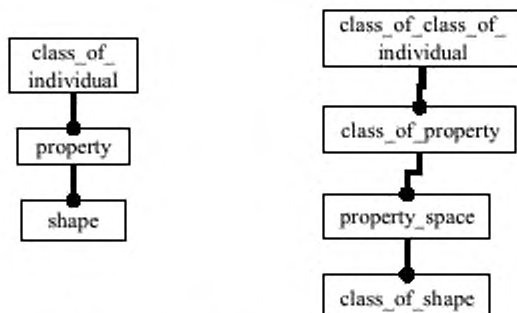 class_of_
individual
property
shape
class_of_class_of_
individual
class_of_property
property_space
class_of_shape